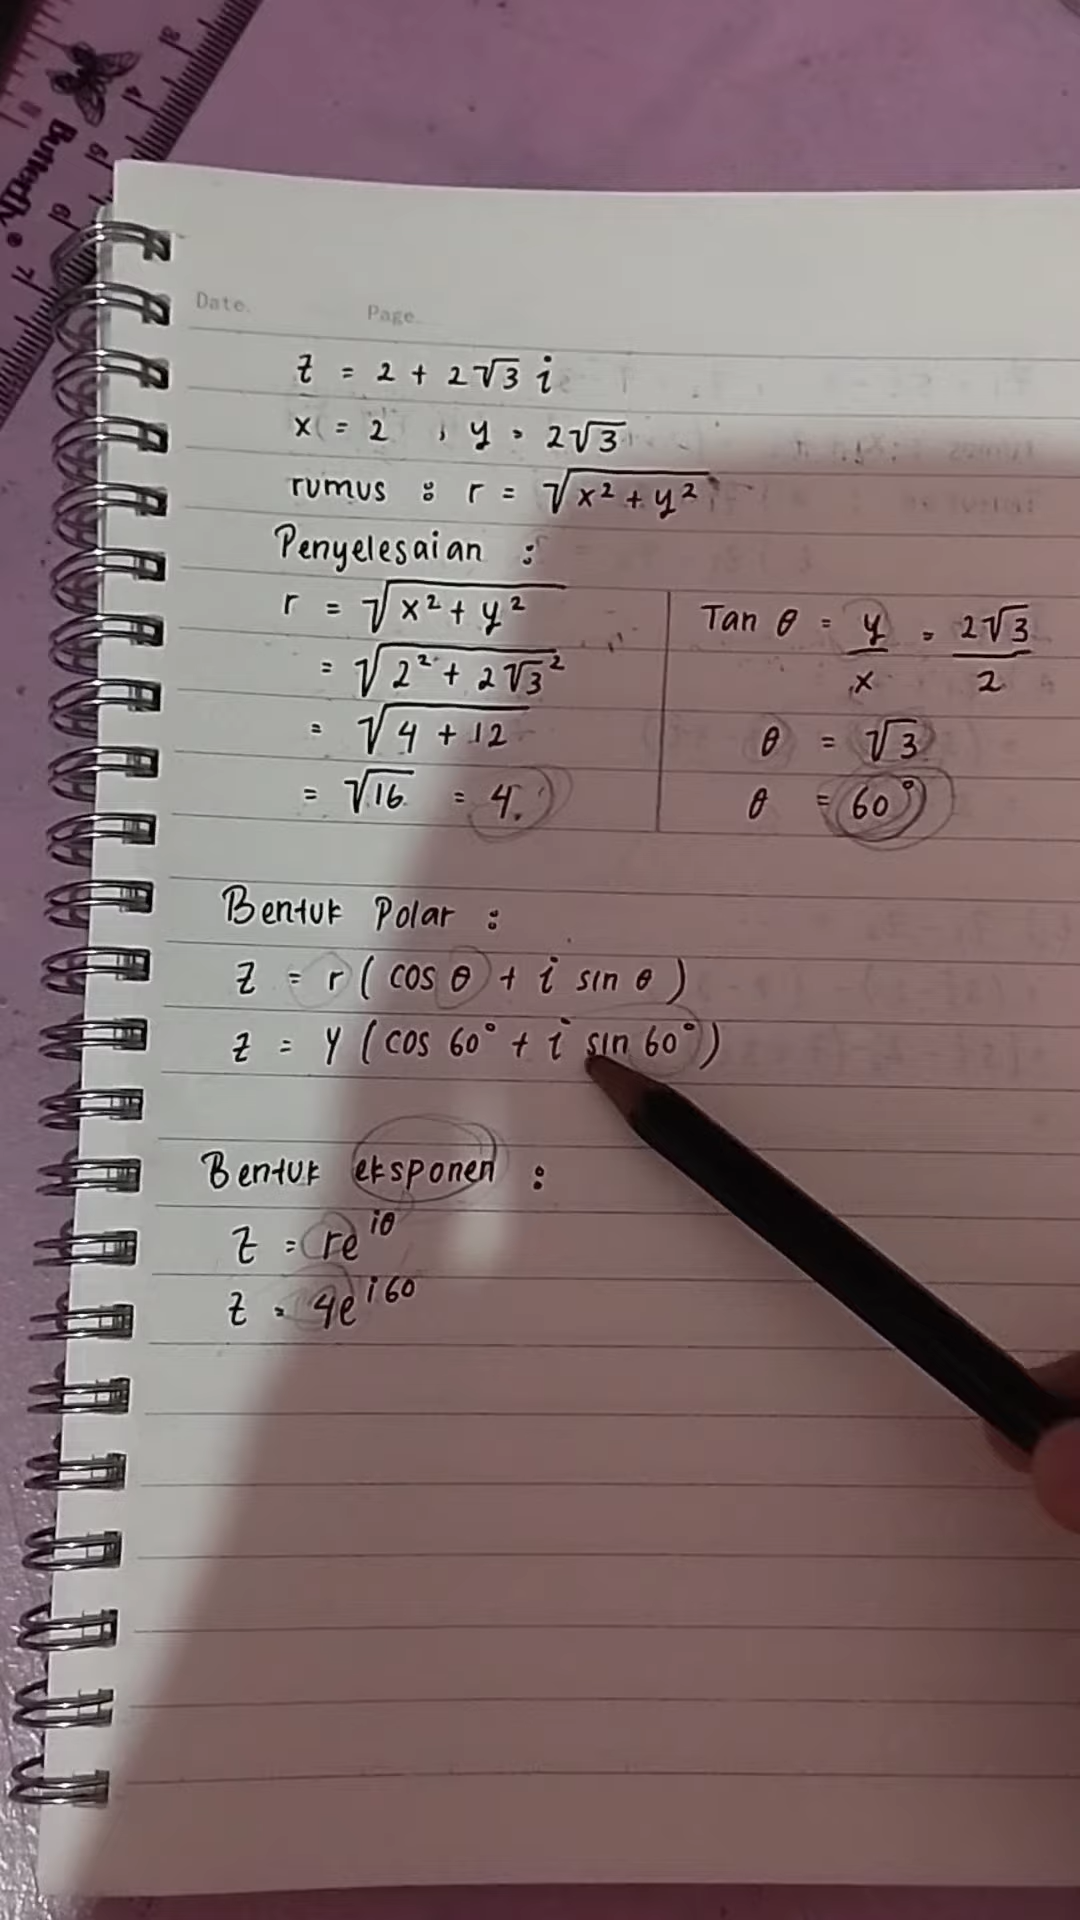 Butterfly
Date. Page.
z = 2 + 2√3 i
x = 2 , y = 2√3
rumus : r = √x² + y²
Penyelesaian :
r = √x² + y²
= √2² + 2√3²
= √4 + 12
= √16 = 4.
Tan θ = y/x = 2√3/2
θ = √3
θ = 60°
Bentuk Polar :
z = r ( cos θ + i sin θ )
z = 4 ( cos 60° + i sin 60° )
Bentuk eksponen :
z = re^iθ
z = 4e^i60